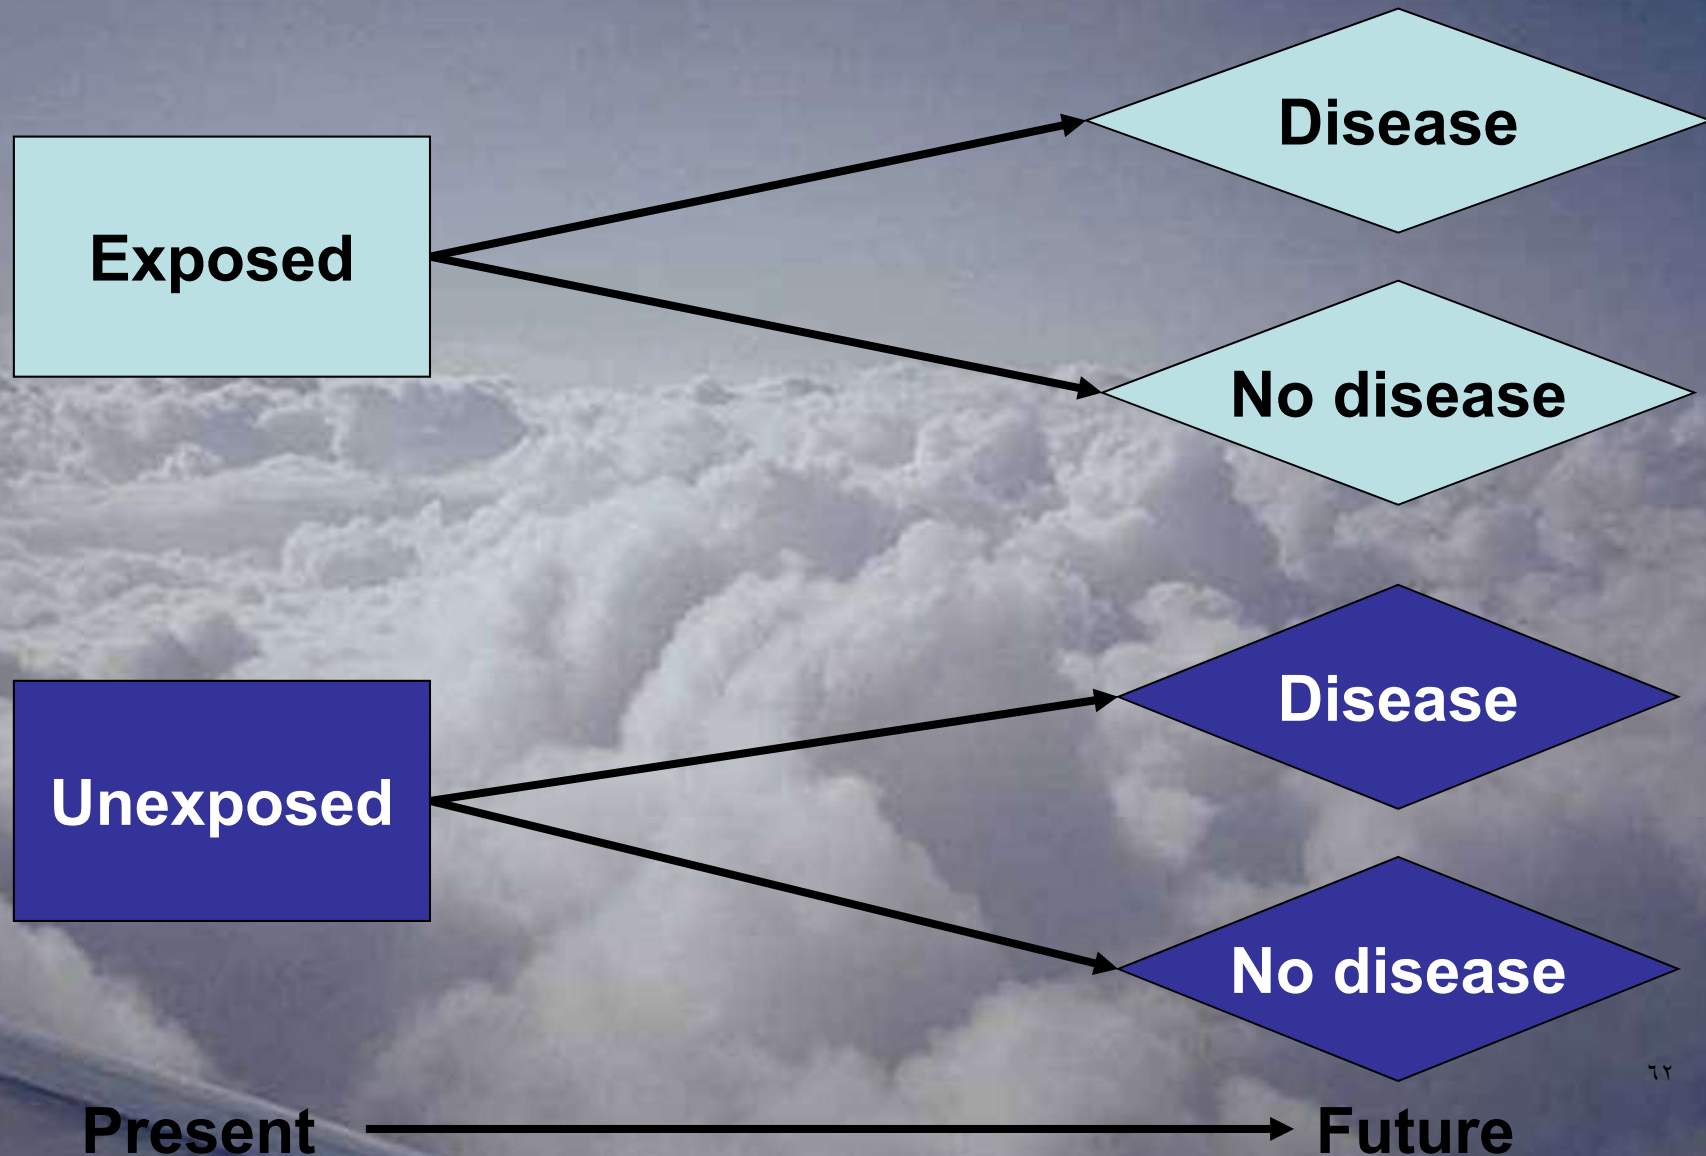 Disease
Exposed
No disease
Disease
Unexposed
No disease
٦٢
Present
Future